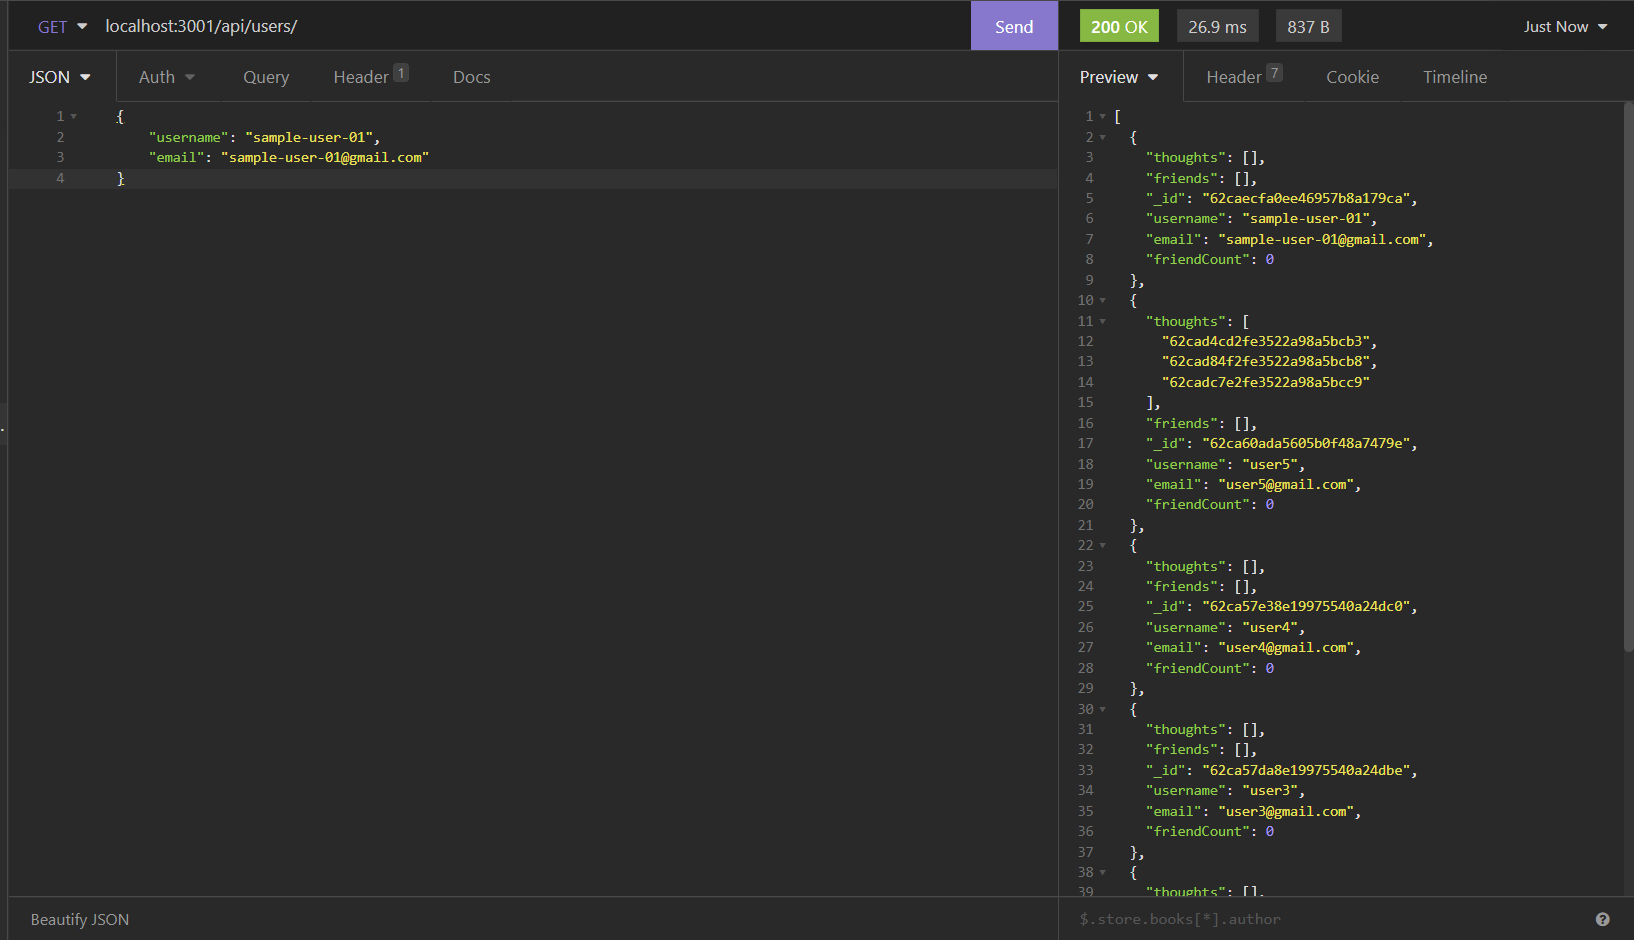 GET localhost:3001/api/users/ Send 200 OK 26.9 ms 837 B Just Now
JSON Auth Query Header 1 Docs
1 {
2 "username": "sample-user-01",
3 "email": "sample-user-01@gmail.com"
4 }
Beautify JSON
Preview Header 7 Cookie Timeline
1 [
2 {
3 "thoughts": [],
4 "friends": [],
5 "_id": "62caecfa0ee46957b8a179ca",
6 "username": "sample-user-01",
7 "email": "sample-user-01@gmail.com",
8 "friendCount": 0
9 },
10 {
11 "thoughts": [
12 "62cad4cd2fe3522a98a5bcb3",
13 "62cad84f2fe3522a98a5bcb8",
14 "62cadc7e2fe3522a98a5bcc9"
15 ],
16 "friends": [],
17 "_id": "62ca60ada5605b0f48a7479e",
18 "username": "user5",
19 "email": "user5@gmail.com",
20 "friendCount": 0
21 },
22 {
23 "thoughts": [],
24 "friends": [],
25 "_id": "62ca57e38e19975540a24dc0",
26 "username": "user4",
27 "email": "user4@gmail.com",
28 "friendCount": 0
29 },
30 {
31 "thoughts": [],
32 "friends": [],
33 "_id": "62ca57da8e19975540a24dbe",
34 "username": "user3",
35 "email": "user3@gmail.com",
36 "friendCount": 0
37 },
38 {
39 "thoughts": [],
$.store.books[*].author ?